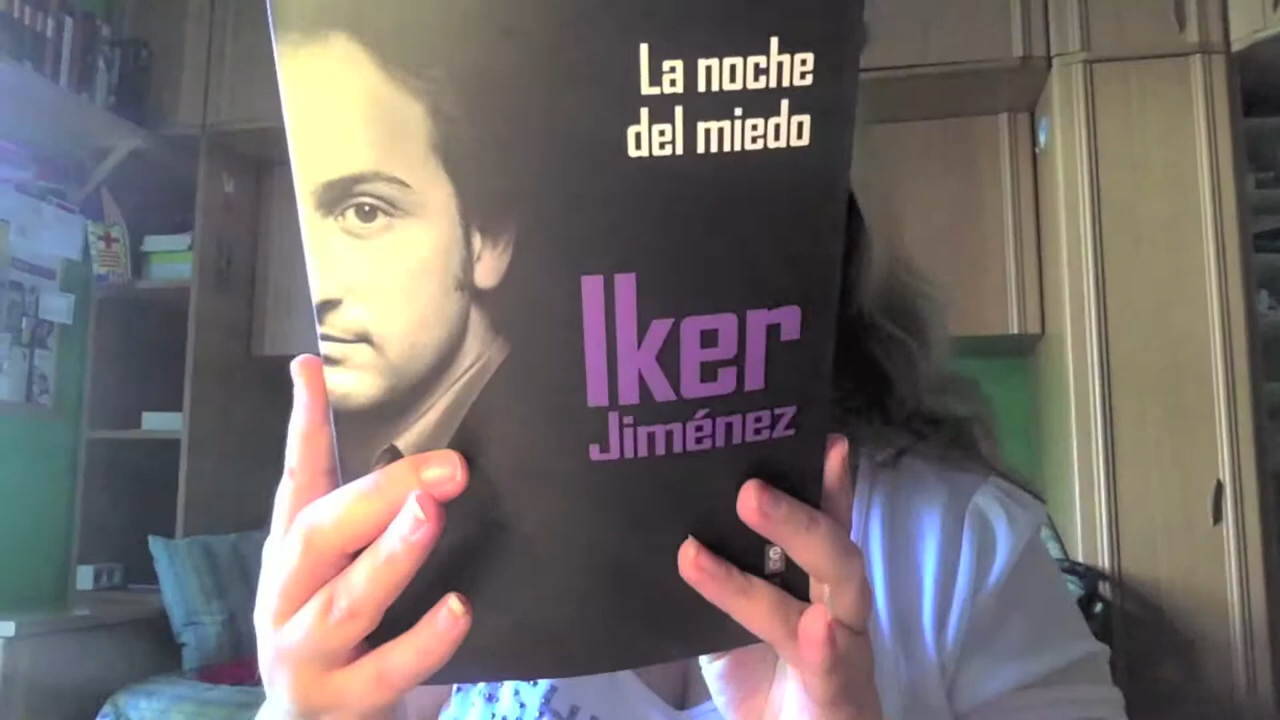 La noche
del miedo
Iker
Jiménez